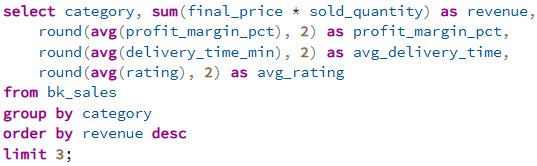 select category, sum(final_price * sold_quantity) as revenue,
    round(avg(profit_margin_pct), 2) as profit_margin_pct,
    round(avg(delivery_time_min), 2) as avg_delivery_time,
    round(avg(rating), 2) as avg_rating
from bk_sales
group by category
order by revenue desc
limit 3;